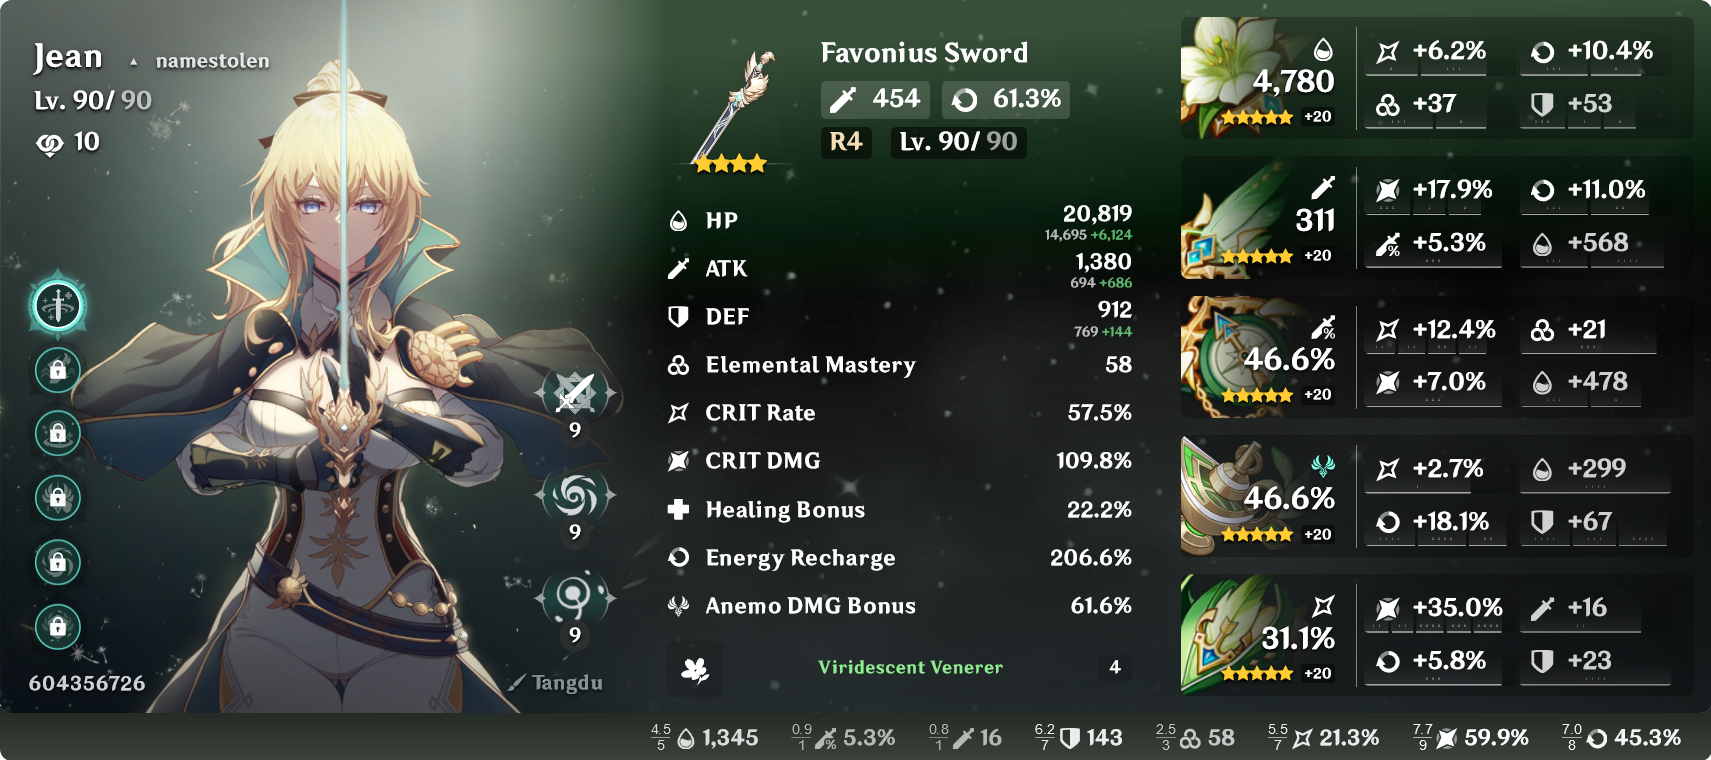 Jean ▲ namestolen
Lv. 90/ 90
10
9
9
9
604356726
Tangdu
Favonius Sword
454 61.3%
R4 Lv. 90/ 90
HP 20,819
14,695 +6,124
ATK 1,380
694 +686
DEF 912
769 +144
Elemental Mastery 58
CRIT Rate 57.5%
CRIT DMG 109.8%
Healing Bonus 22.2%
Energy Recharge 206.6%
Anemo DMG Bonus 61.6%
Viridescent Venerer 4
4,780
+20
+6.2% +10.4%
+37 +53
311
+20
+17.9% +11.0%
+5.3% +568
46.6%
+20
+12.4% +21
+7.0% +478
46.6%
+20
+2.7% +299
+18.1% +67
31.1%
+20
+35.0% +16
+5.8% +23
4.5/5 1,345 0.9/1 5.3% 0.8/1 16 6.2/7 143 2.5/3 58 5.5/7 21.3% 7.7/9 59.9% 7.0/8 45.3%